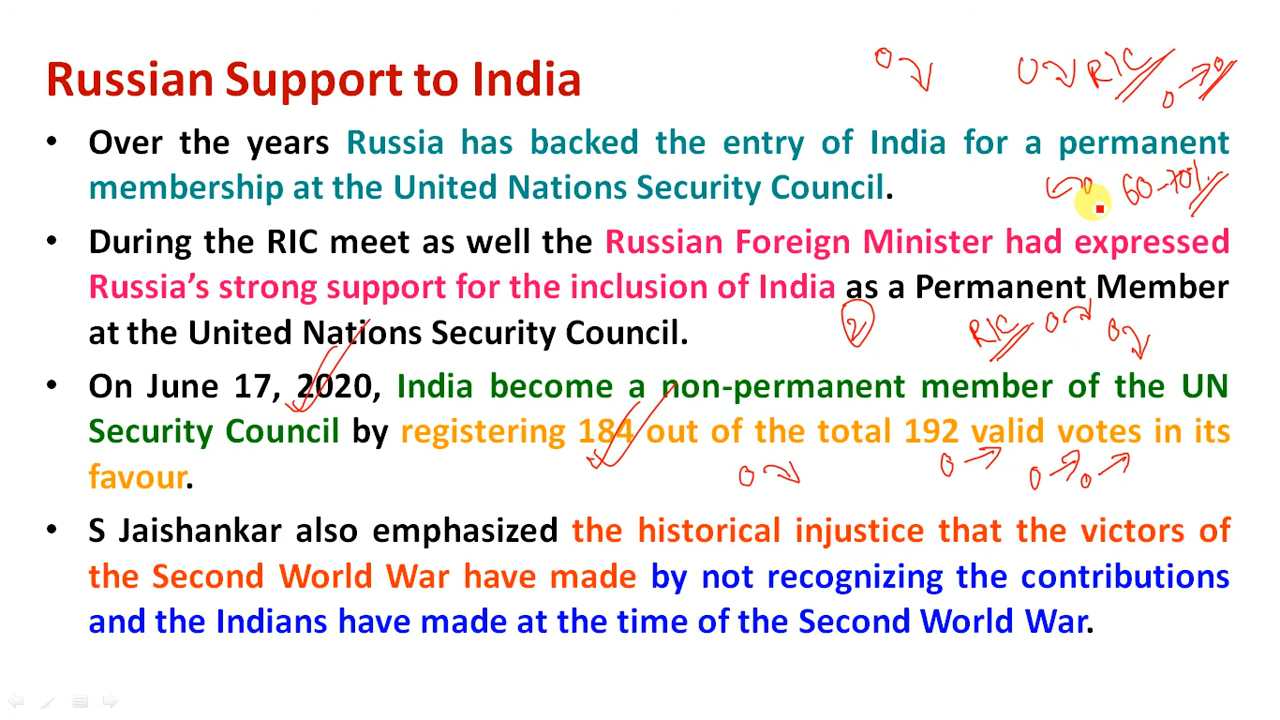 Russian Support to India
RIC
• Over the years Russia has backed the entry of India for a permanent
membership at the United Nations Security Council.
60-70%
• During the RIC meet as well the Russian Foreign Minister had expressed
Russia's strong support for the inclusion of India as a Permanent Member
at the United Nations Security Council.
2
RIC
• On June 17, 2020, India become a non-permanent member of the UN
Security Council by registering 184 out of the total 192 valid votes in its
favour.
• S Jaishankar also emphasized the historical injustice that the victors of
the Second World War have made by not recognizing the contributions
and the Indians have made at the time of the Second World War.